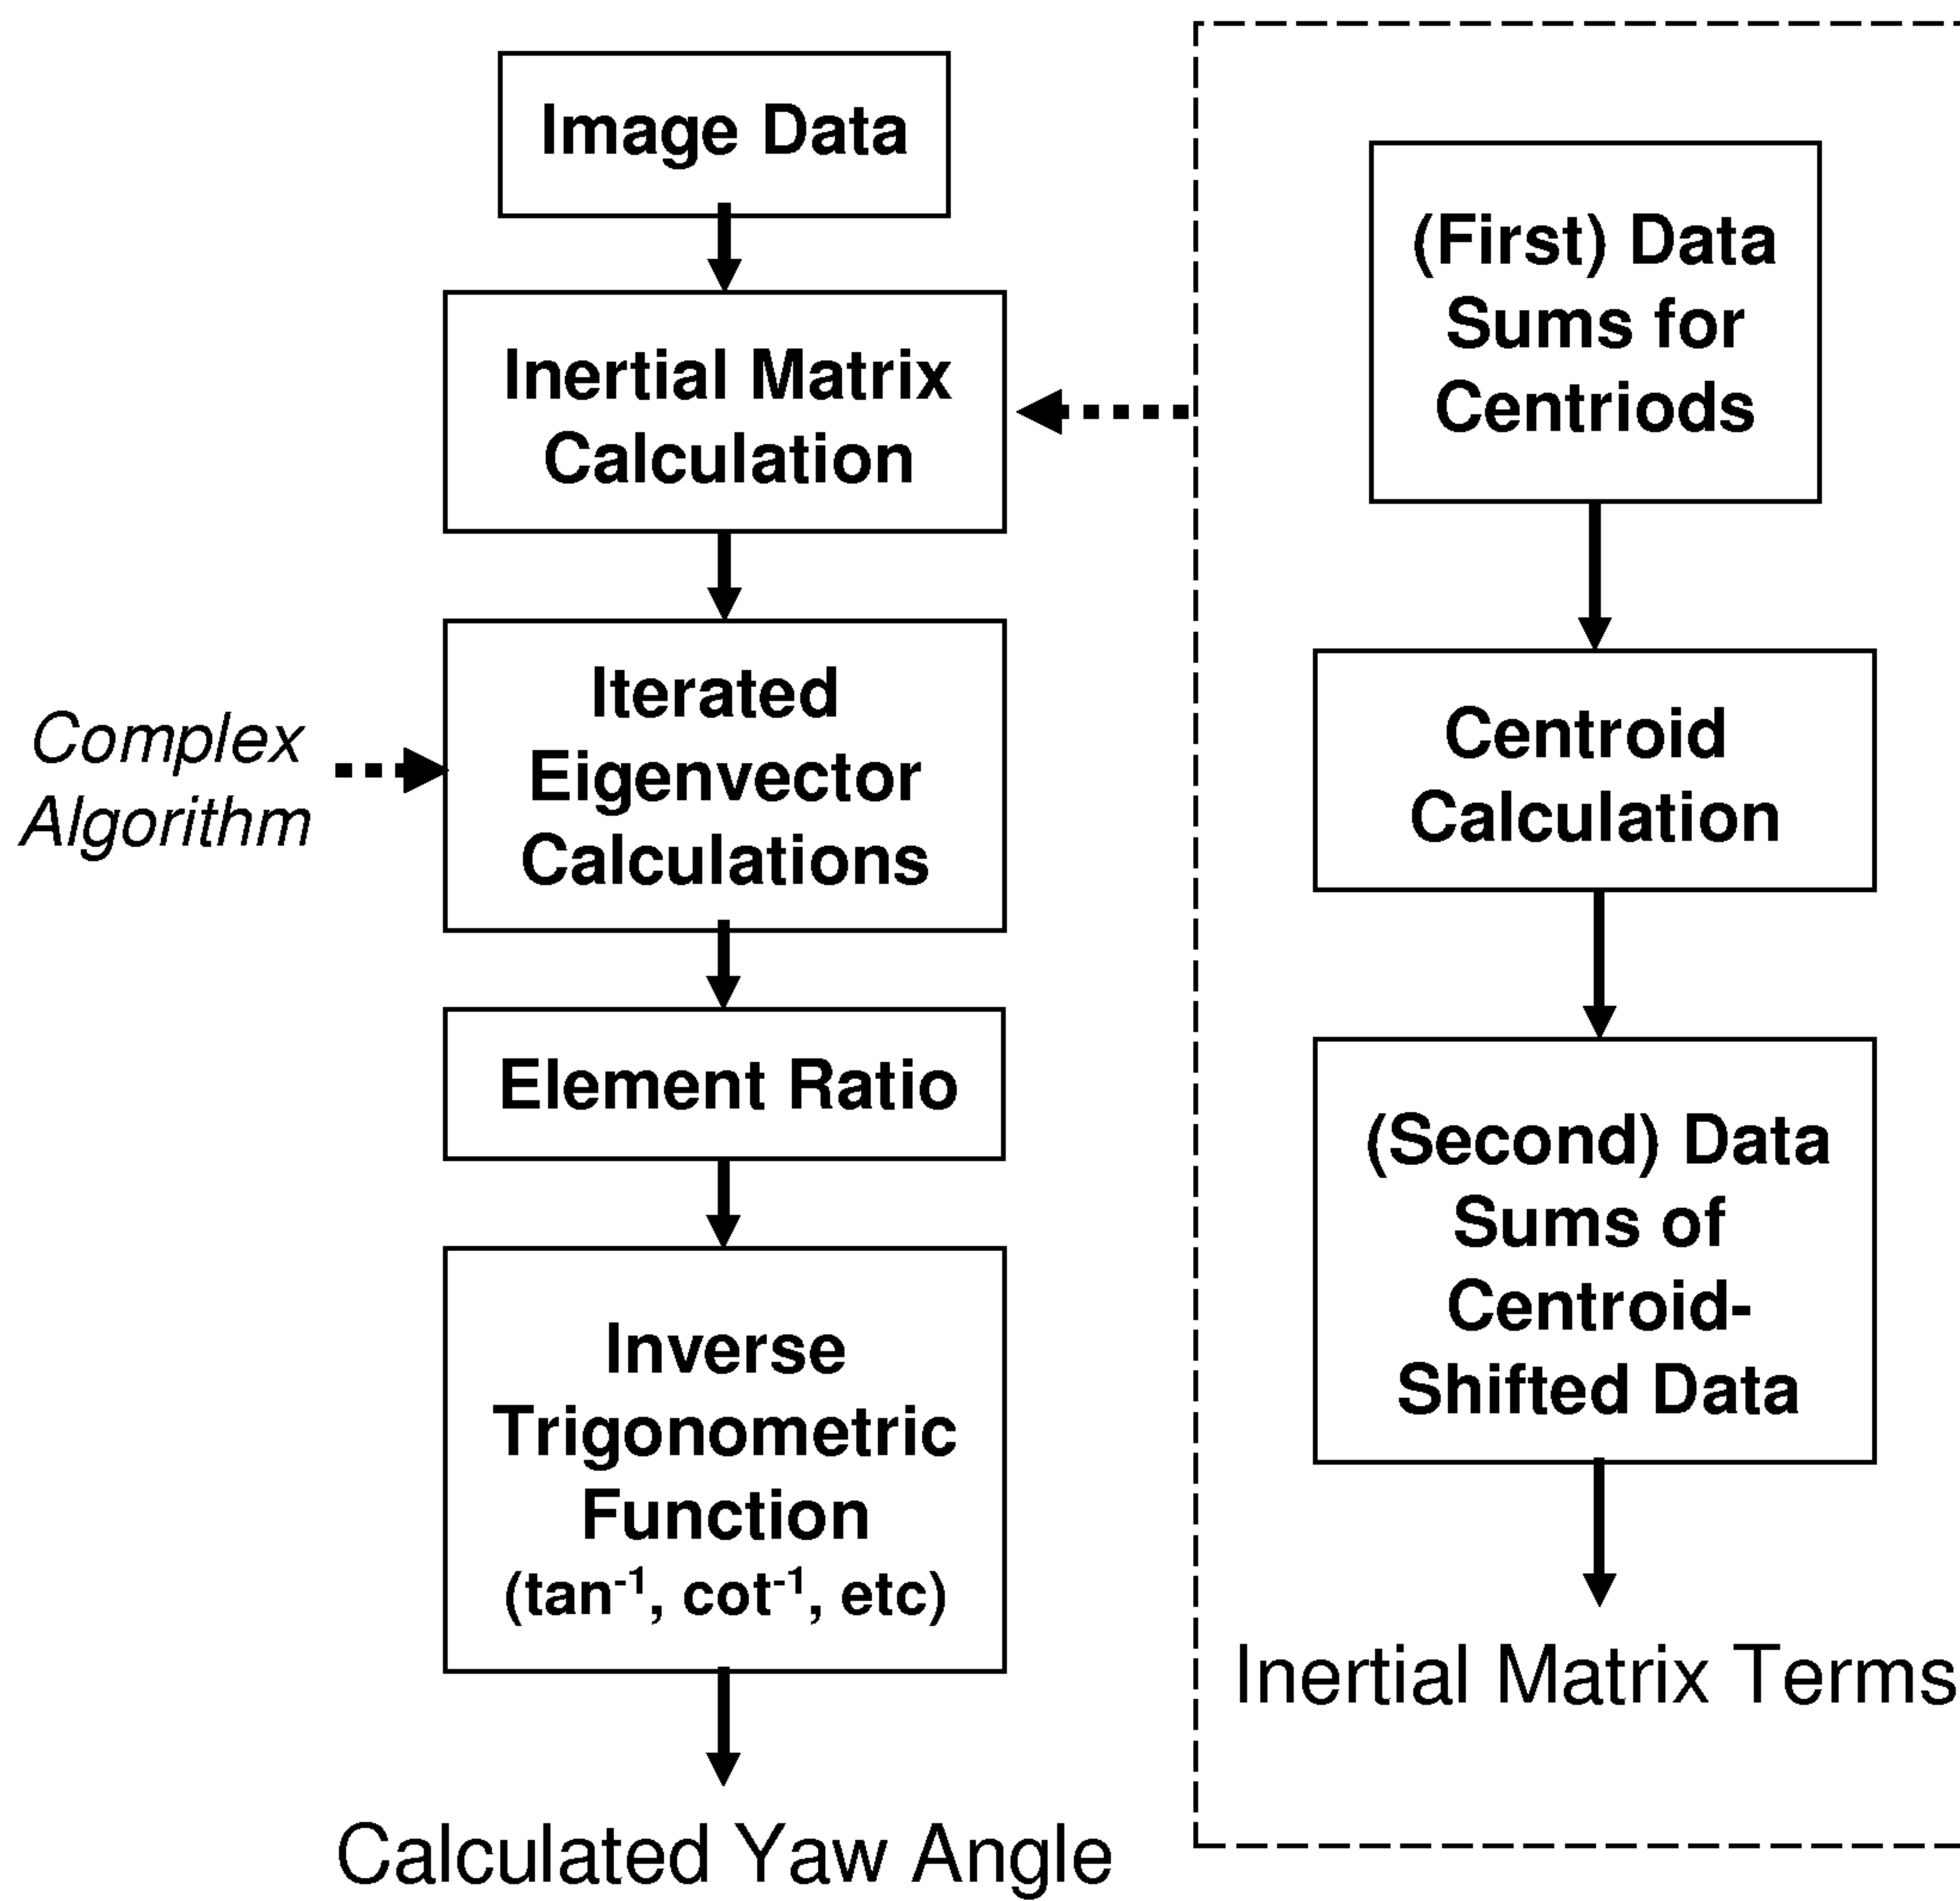 Image Data
Inertial Matrix
Calculation
Complex
Algorithm
Iterated
Eigenvector
Calculations
Element Ratio
Inverse
Trigonometric
Function
(tan⁻¹, cot⁻¹, etc)
Calculated Yaw Angle
(First) Data
Sums for
Centriods
Centroid
Calculation
(Second) Data
Sums of
Centroid-
Shifted Data
Inertial Matrix Terms